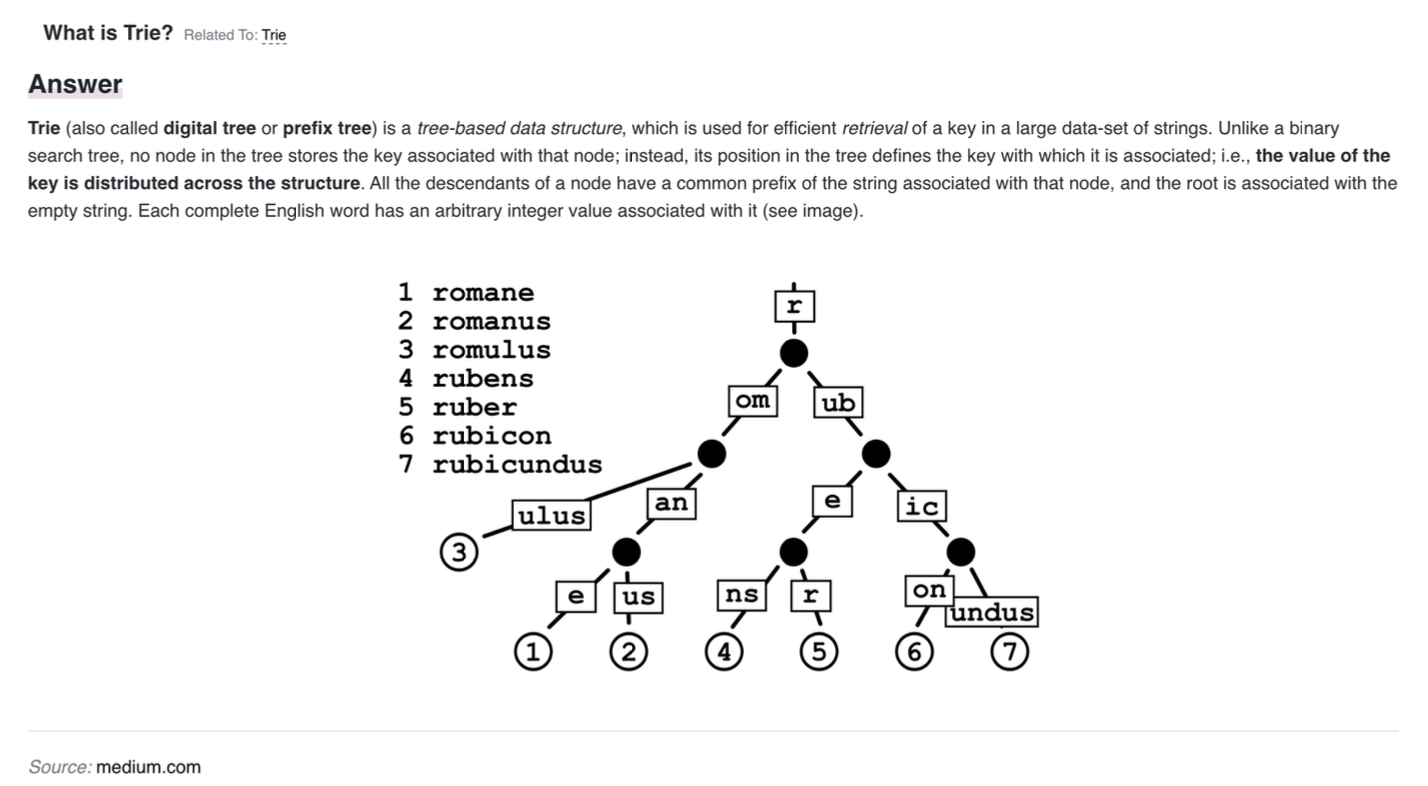 What is Trie? Related To: Trie
Answer
Trie (also called digital tree or prefix tree) is a tree-based data structure, which is used for efficient retrieval of a key in a large data-set of strings. Unlike a binary
search tree, no node in the tree stores the key associated with that node; instead, its position in the tree defines the key with which it is associated; i.e., the value of the
key is distributed across the structure. All the descendants of a node have a common prefix of the string associated with that node, and the root is associated with the
empty string. Each complete English word has an arbitrary integer value associated with it (see image).
1 romane
2 romanus
3 romulus
4 rubens
5 ruber
6 rubicon
7 rubicundus
r
om ub
ulus an e ic
3
e us ns r on undus
1 2 4 5 6 7
Source: medium.com